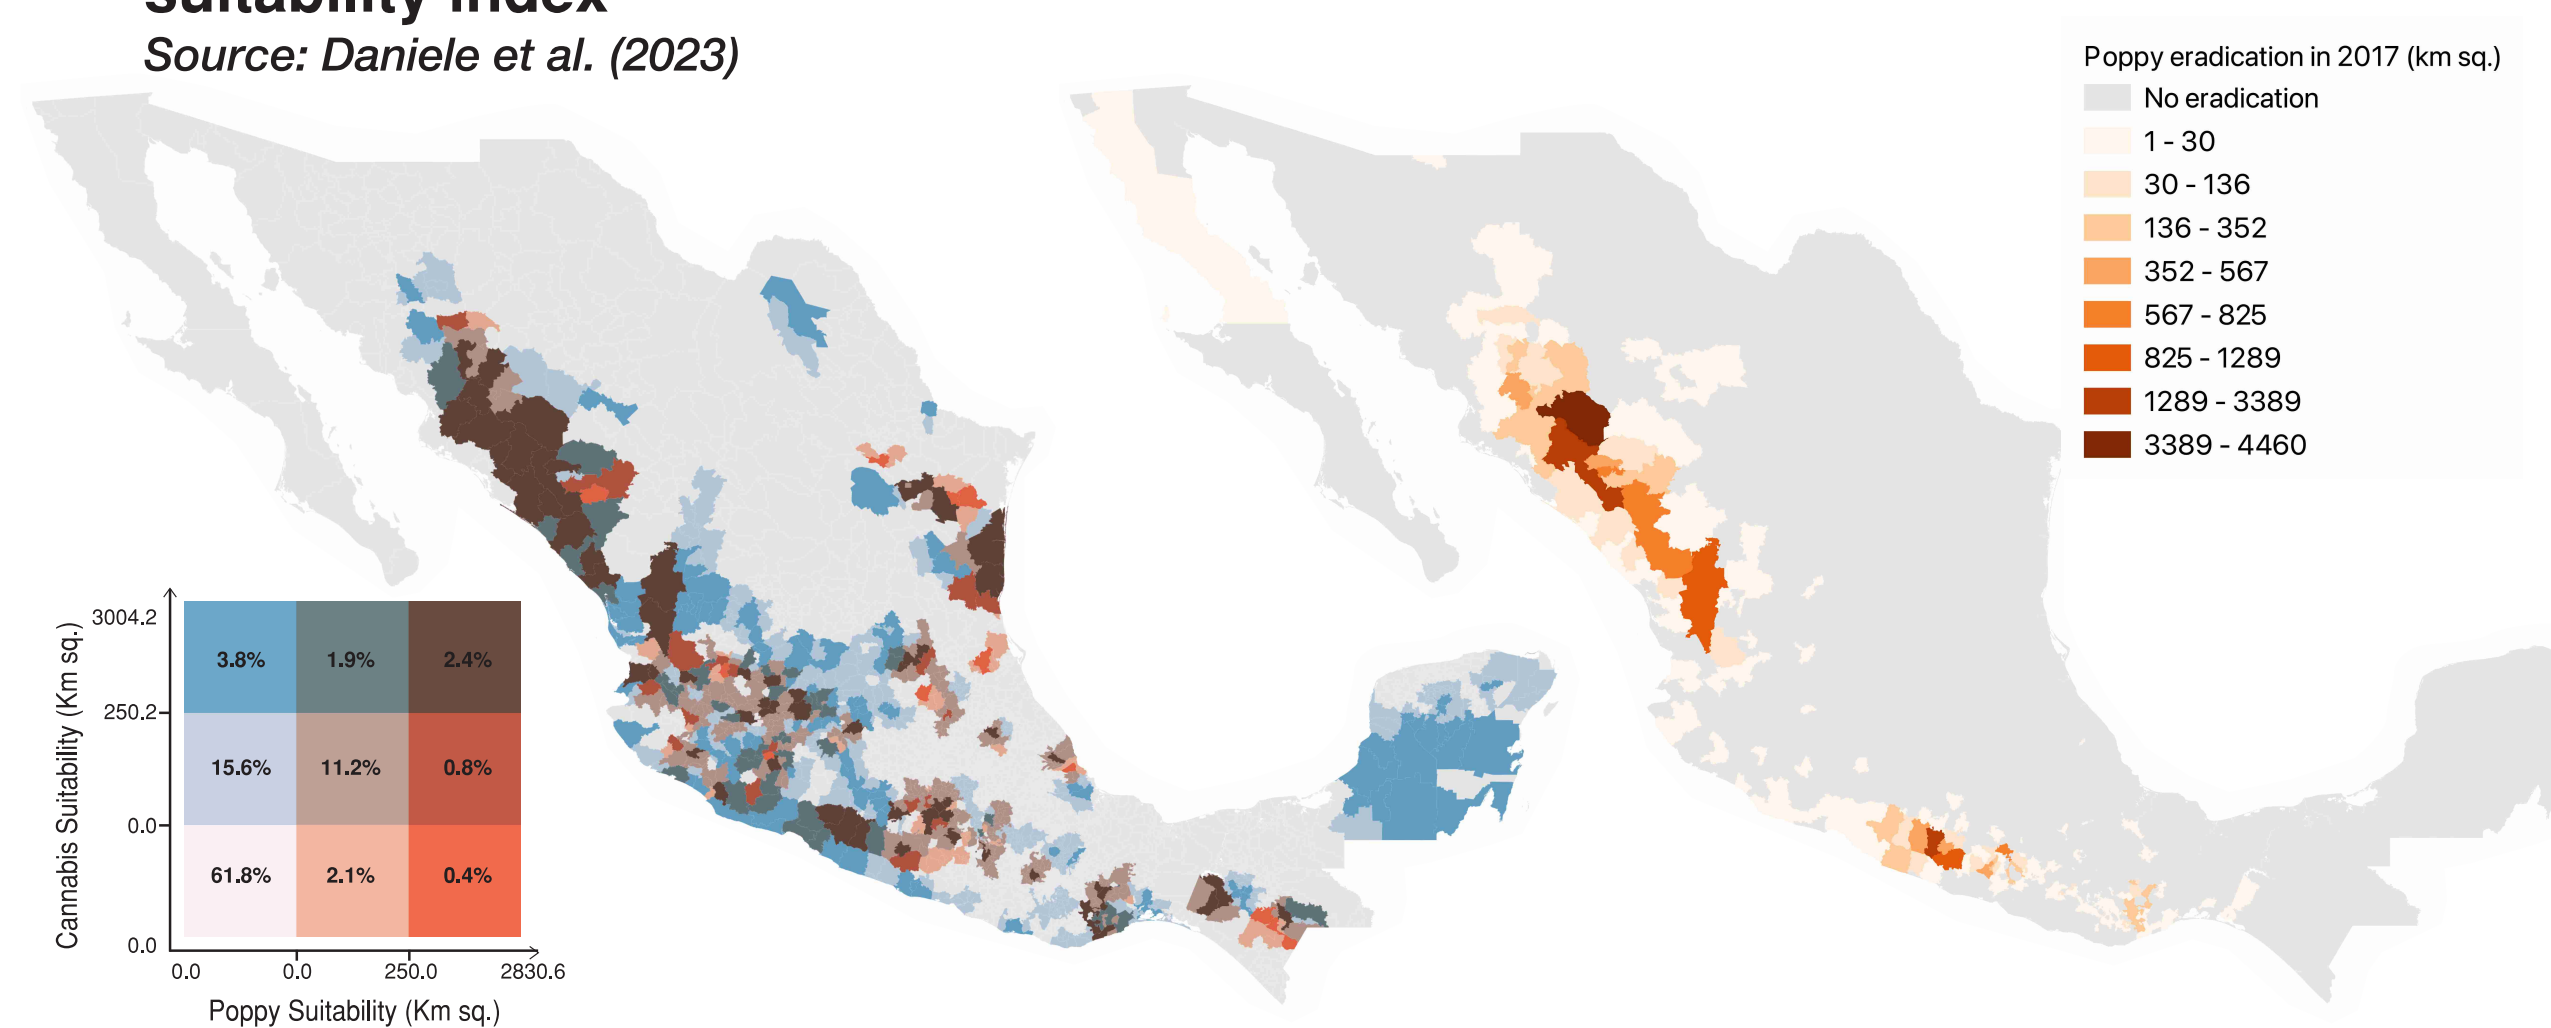 suitability index
Source: Daniele et al. (2023)
Poppy eradication in 2017 (km sq.)
No eradication
1 - 30
30 - 136
136 - 352
352 - 567
567 - 825
825 - 1289
1289 - 3389
3389 - 4460
Cannabis Suitability (Km sq.)
3004.2
250.2
0.0
0.0
3.8% 1.9% 2.4%
15.6% 11.2% 0.8%
61.8% 2.1% 0.4%
0.0 0.0 250.0 2830.6
Poppy Suitability (Km sq.)